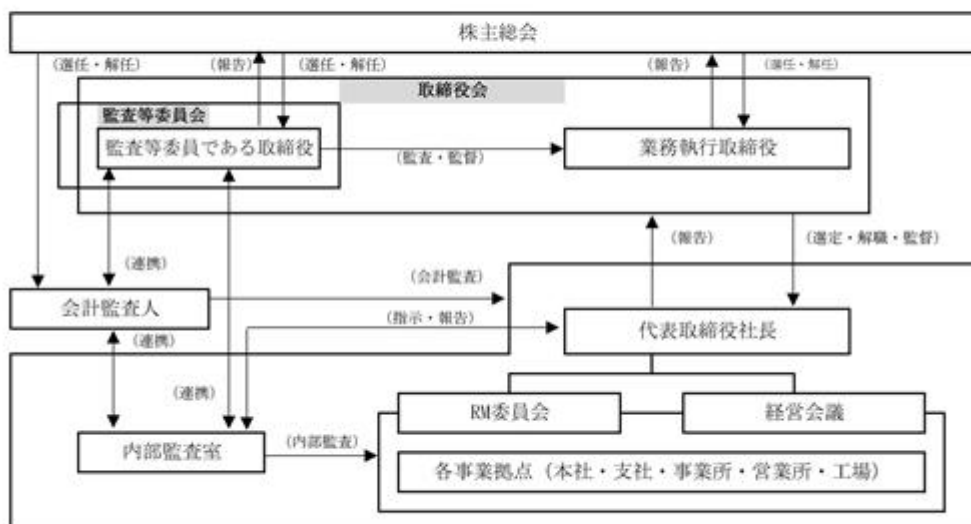 株主総会
(選任・解任)
(報告)
(選任・解任)
(報告)
(選任・解任)
取締役会
監査等委員会
監査等委員である取締役
(監査・監督)
業務執行取締役
(報告)
(選定・解職・監督)
(連携)
(会計監査)
会計監査人
(指示・報告)
代表取締役社長
(連携)
(連携)
RM委員会
経営会議
内部監査室
(内部監査)
各事業拠点(本社・支社・事業所・営業所・工場)